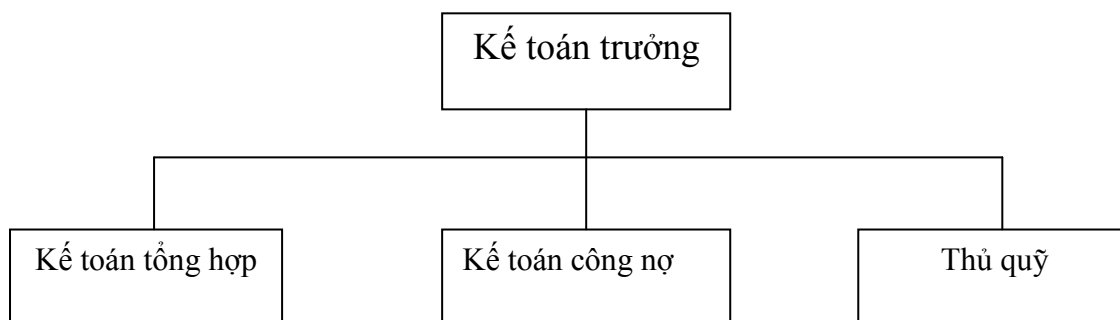 Kế toán trưởng
Kế toán tổng hợp
Kế toán công nợ
Thủ quỹ